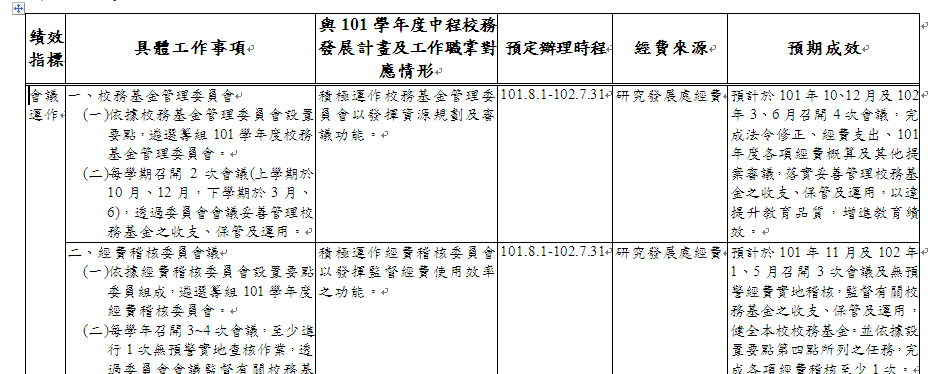 績效
指標
具體工作事項
與 101 學年度中程校務
發展計畫及工作職掌對
應情形
預定辦理時程
經費來源
預期成效
會議
運作
一、校務基金管理委員會
(一)依據校務基金管理委員會設置
要點，遴選籌組 101 學年度校務
基金管理委員會。
(二)每學期召開 2 次會議(上學期於
10 月、12 月，下學期於 3 月、
6)，透過委員會會議妥善管理校
務基金之收支、保管及運用。
積極運作校務基金管理委
員會以發揮資源規劃及審
議功能。
101.8.1-102.7.31
研究發展處經費
預計於 101 年 10、12 月及 102
年 3、6 月召開 4 次會議，完
成法令修正、經費支出、101
年度各項經費概算及其他提
案審議，落實妥善管理校務基
金之收支、保管及運用，以達
提升教育品質，增進教育績
效。
二、經費稽核委員會議
(一)依據經費稽核委員會設置要點
委員組成，遴選籌組 101 學年度
經費稽核委員會。
(二)每學年召開 3~4 次會議，至少進
行 1 次無預警實地查核作業，透
過委員會會議監督有關校務基
積極運作經費稽核委員會
以發揮監督經費使用效率
之功能。
101.8.1-102.7.31
研究發展處經費
預計於 101 年 11 月及 102 年
1、5 月召開 3 次會議及無預
警經費實地稽核，監督有關校
務基金之收支、保管及運用，
健全本校校務基金。並依據設
置要點第四點所列之任務，完
成各項經費稽核至少 1 次。